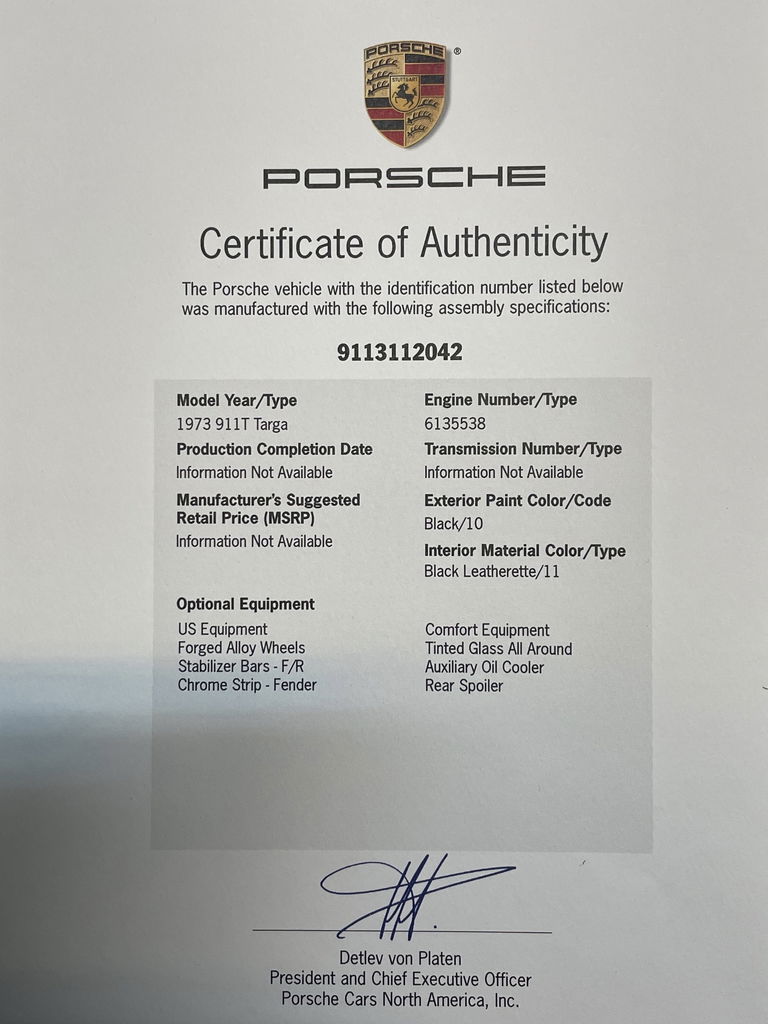 PORSCHE
®
STUTTGART
PORSCHE
Certificate of Authenticity
The Porsche vehicle with the identification number listed below
was manufactured with the following assembly specifications:
9113112042
Model Year/Type
1973 911T Targa
Production Completion Date
Information Not Available
Manufacturer's Suggested
Retail Price (MSRP)
Information Not Available
Engine Number/Type
6135538
Transmission Number/Type
Information Not Available
Exterior Paint Color/Code
Black/10
Interior Material Color/Type
Black Leatherette/11
Optional Equipment
US Equipment
Forged Alloy Wheels
Stabilizer Bars - F/R
Chrome Strip - Fender
Comfort Equipment
Tinted Glass All Around
Auxiliary Oil Cooler
Rear Spoiler
Detlev von Platen
President and Chief Executive Officer
Porsche Cars North America, Inc.